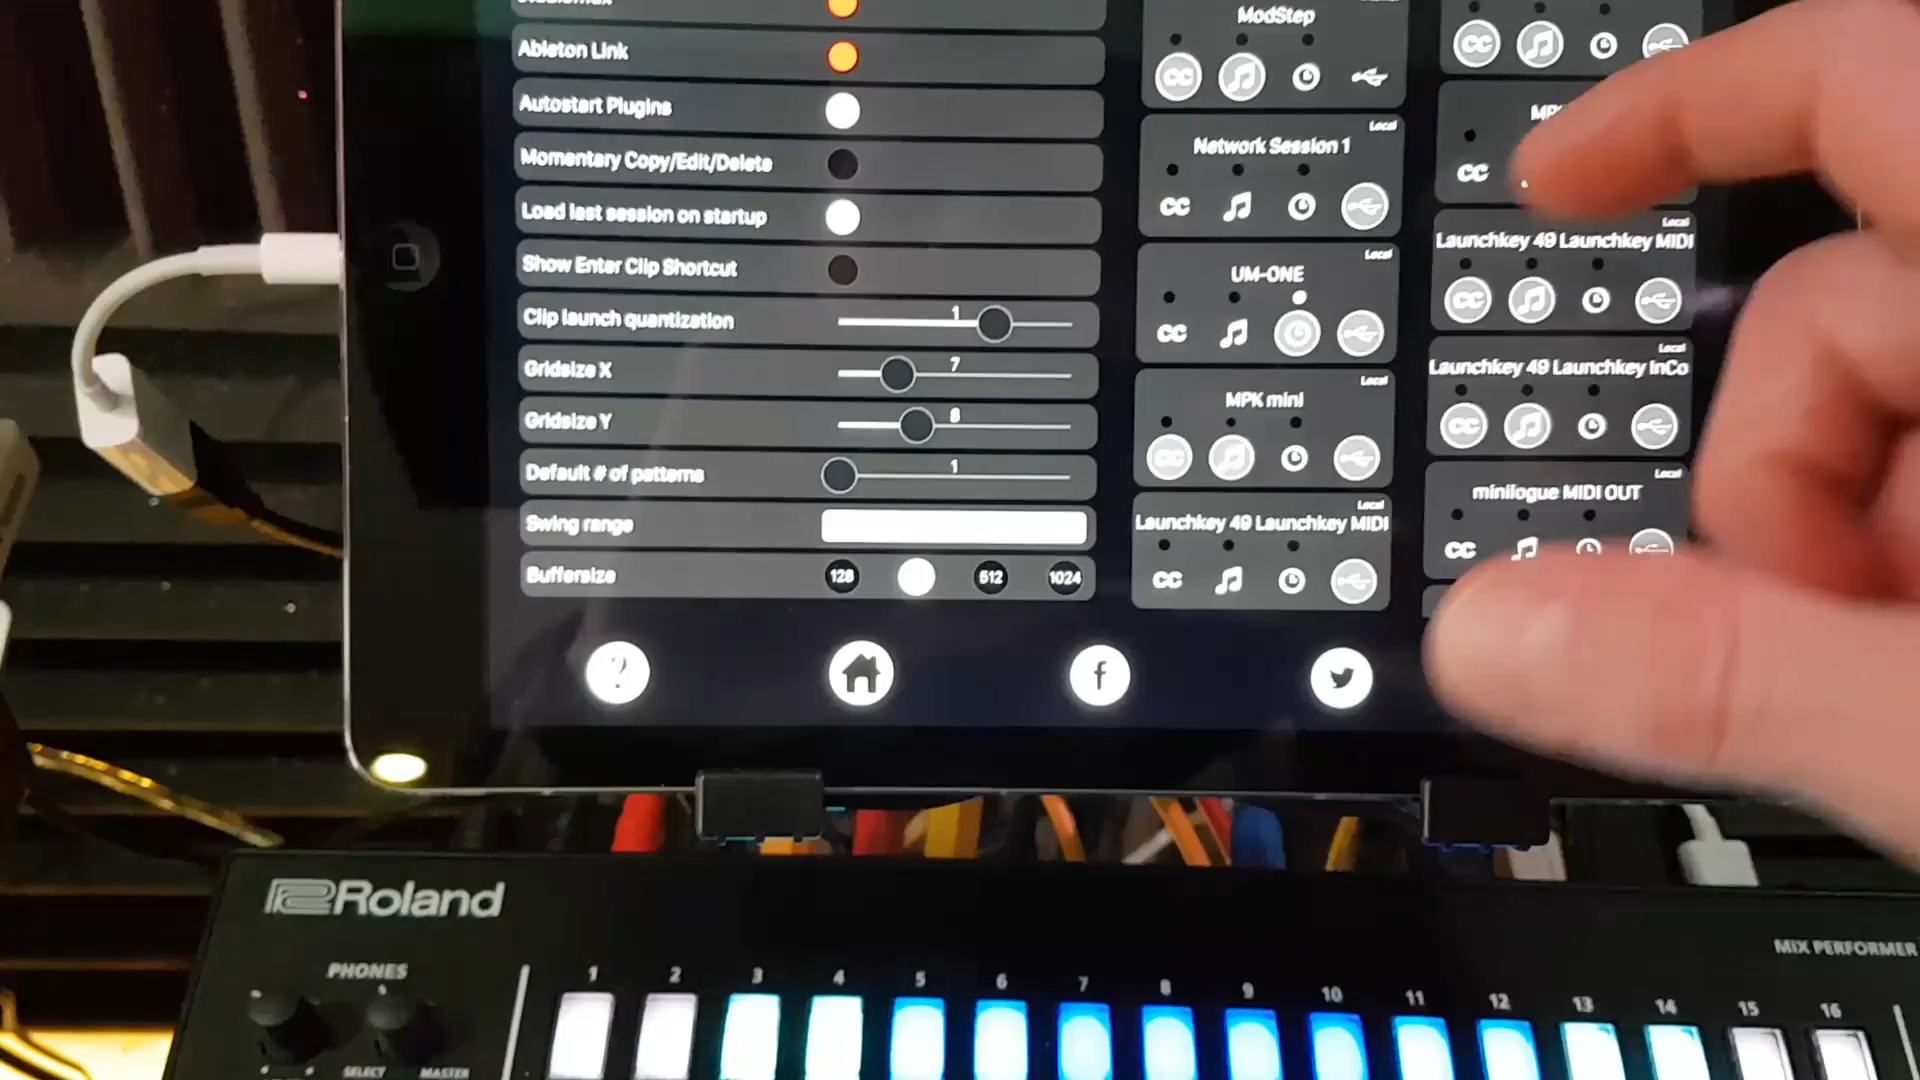 Ableton Link
Autostart Plugins
Momentary Copy/Edit/Delete
Load last session on startup
Show Enter Clip Shortcut
Clip launch quantization
1
Gridsize X
7
Gridsize Y
8
Default # of patterns
1
Swing range
Buffersize
128
512
1024
?
f
ModStep
CC
Local
Network Session 1
CC
Local
UM-ONE
CC
Local
MPK mini
CC
Local
Launchkey 49 Launchkey MIDI
CC
CC
CC
Local
Launchkey 49 Launchkey MIDI
CC
Local
Launchkey 49 Launchkey InCo
CC
Local
minilogue MIDI OUT
CC
Roland
MIX PERFORMER
PHONES
1 2 3 4 5 6 7 8 9 10 11 12 13 14 15 16
SELECT MASTER